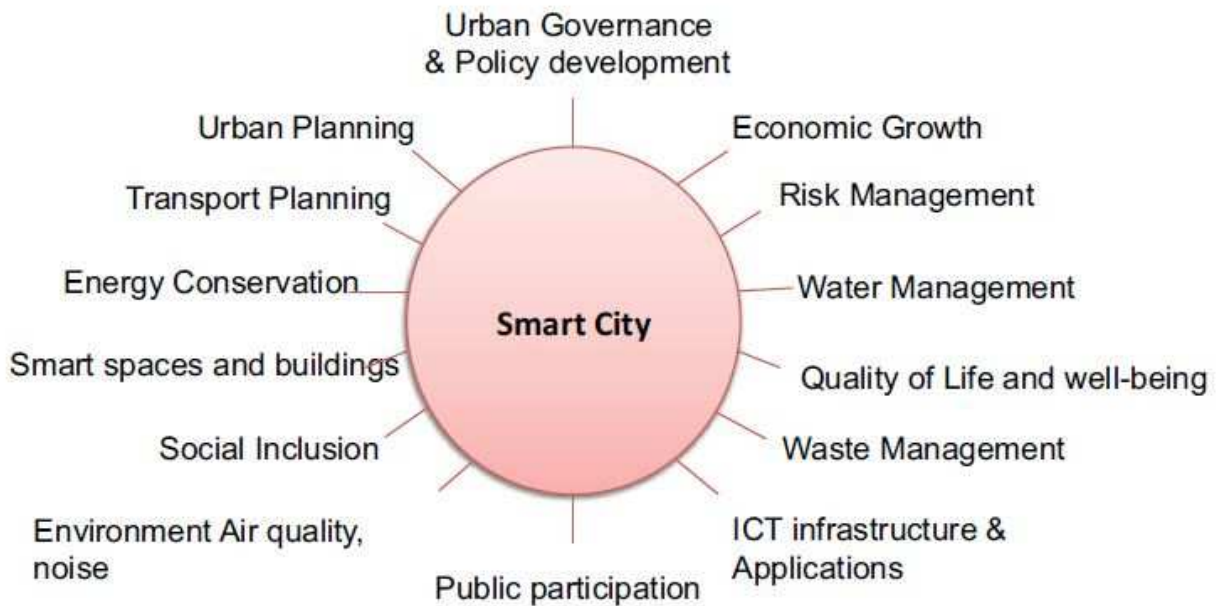 Urban Governance
& Policy development
Urban Planning
Economic Growth
Transport Planning
Risk Management
Energy Conservation
Water Management
Smart City
Smart spaces and buildings
Quality of Life and well-being
Social Inclusion
Waste Management
Environment Air quality,
noise
ICT infrastructure &
Applications
Public participation